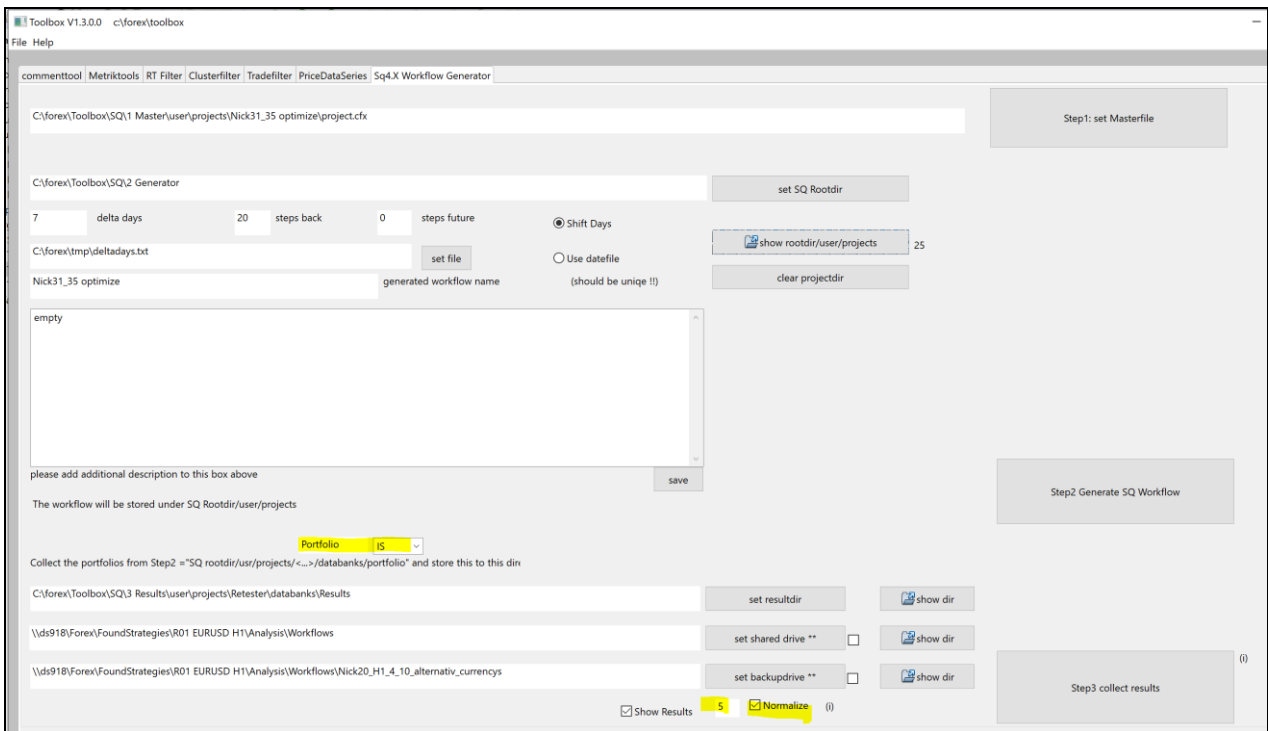 Toolbox V1.3.0.0 c:\forex\toolbox
File Help
commenttool Metriktools RT Filter Clusterfilter Tradefilter PriceDataSeries Sq4.X Workflow Generator
C:\forex\Toolbox\SQ\1 Master\user\projects\Nick31_35 optimize\project.cfx
Step1: set Masterfile
C:\forex\Toolbox\SQ\2 Generator
set SQ Rootdir
7 delta days 20 steps back 0 steps future Shift Days
show rootdir/user/projects 25
C:\forex\tmp\deltadays.txt set file Use datefile
Nick31_35 optimize generated workflow name (should be uniqe !!) clear projectdir
empty
please add additional description to this box above
save
The workflow will be stored under SQ Rootdir/user/projects
Step2 Generate SQ Workflow
Portfolio IS
Collect the portfolios from Step2 ="SQ rootdir/usr/projects/<...>/databanks/portfolio" and store this to this dire
C:\forex\Toolbox\SQ\3 Results\user\projects\Retester\databanks\Results set resultdir show dir
\\ds918\Forex\FoundStrategies\R01 EURUSD H1\Analysis\Workflows set shared drive ** show dir
\\ds918\Forex\FoundStrategies\R01 EURUSD H1\Analysis\Workflows\Nick20_H1_4_10_alternativ_currencys set backupdrive ** show dir
(i)
Step3 collect results
Show Results 5 Normalize (i)